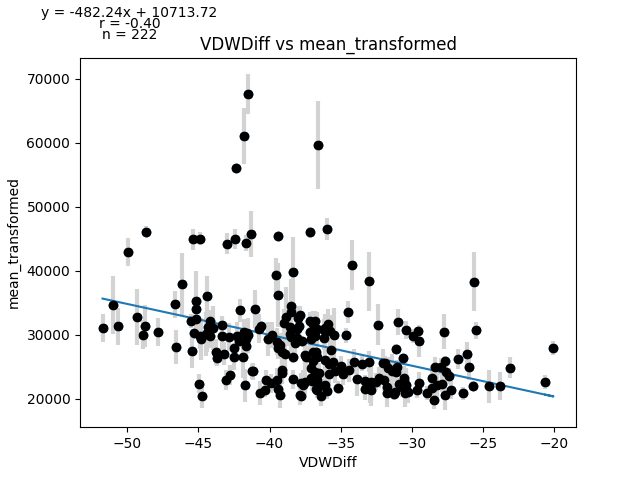 y = -482.24x + 10713.72
r = -0.40
n = 222
VDWDiff vs mean_transformed
mean_transformed
70000
60000
50000
40000
30000
20000
−50
−45
−40
−35
−30
−25
−20
VDWDiff